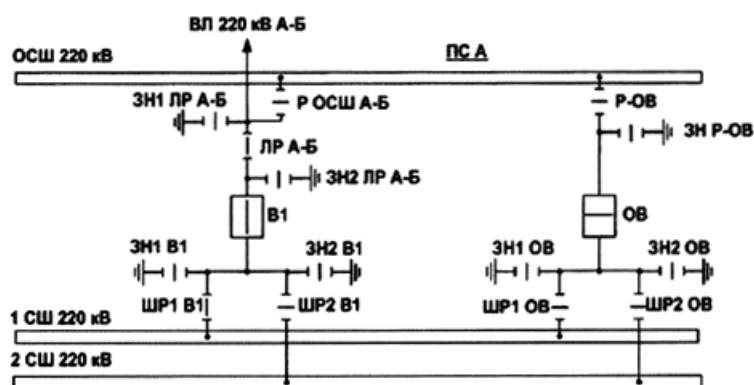 ВЛ 220 кВ А-Б
ОСШ 220 кВ
ПС А
ЗН1 ЛР А-Б
Р ОСШ А-Б
Р-ОВ
ЗН Р-ОВ
ЛР А-Б
ЗН2 ЛР А-Б
В1
ОВ
ЗН1 В1
ЗН2 В1
ЗН1 ОВ
ЗН2 ОВ
ШР1 В1
ШР2 В1
ШР1 ОВ
ШР2 ОВ
1 СШ 220 кВ
2 СШ 220 кВ